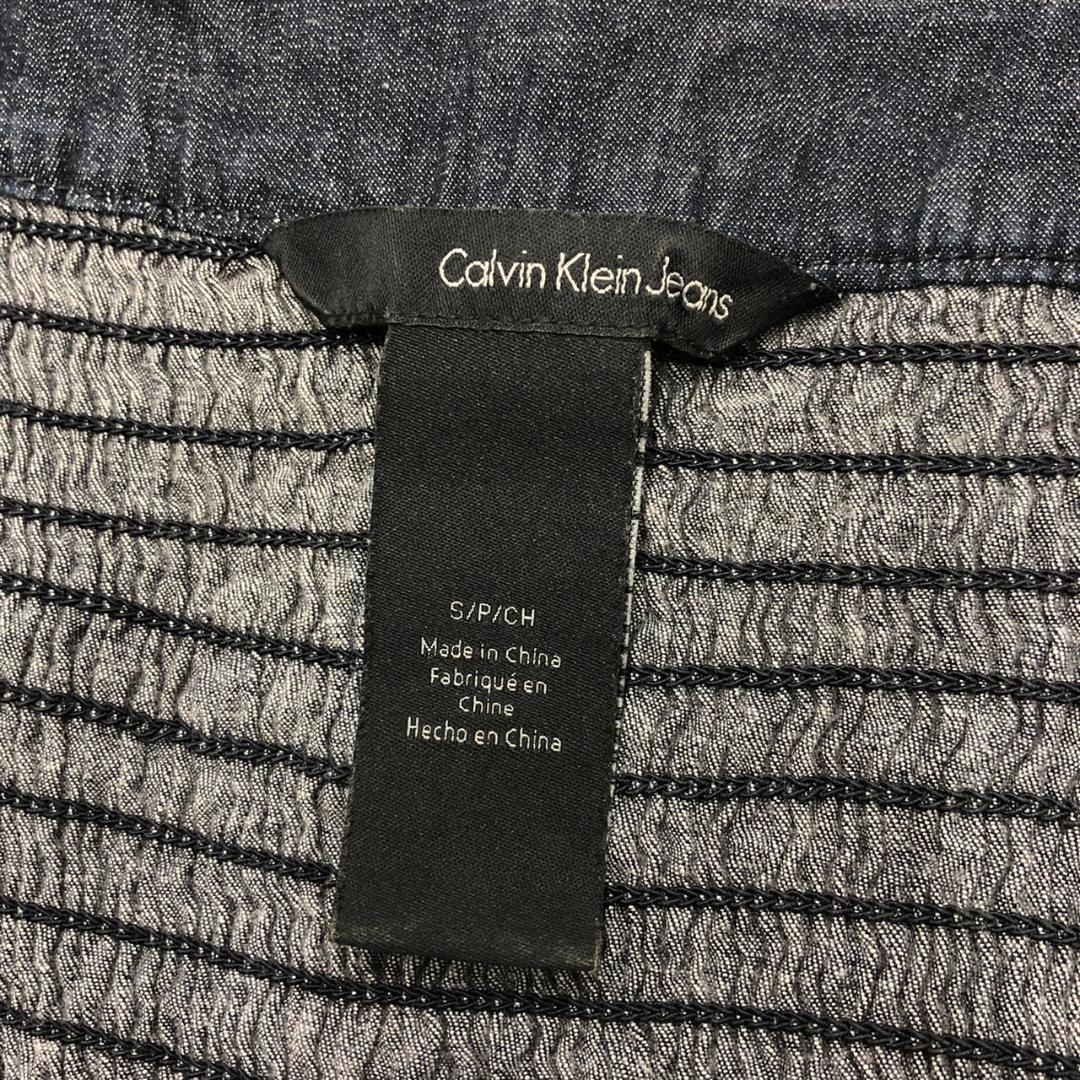 Calvin Klein Jeans
S/P/CH
Made in China
Fabriqué en
Chine
Hecho en China